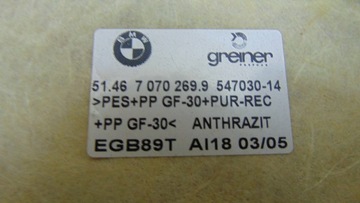 BMW
greiner
51.46 7 070 269.9 547030-14
>PES+PP GF-30+PUR-REC
+PP GF-30< ANTHRAZIT
EGB89T AI18 03/05